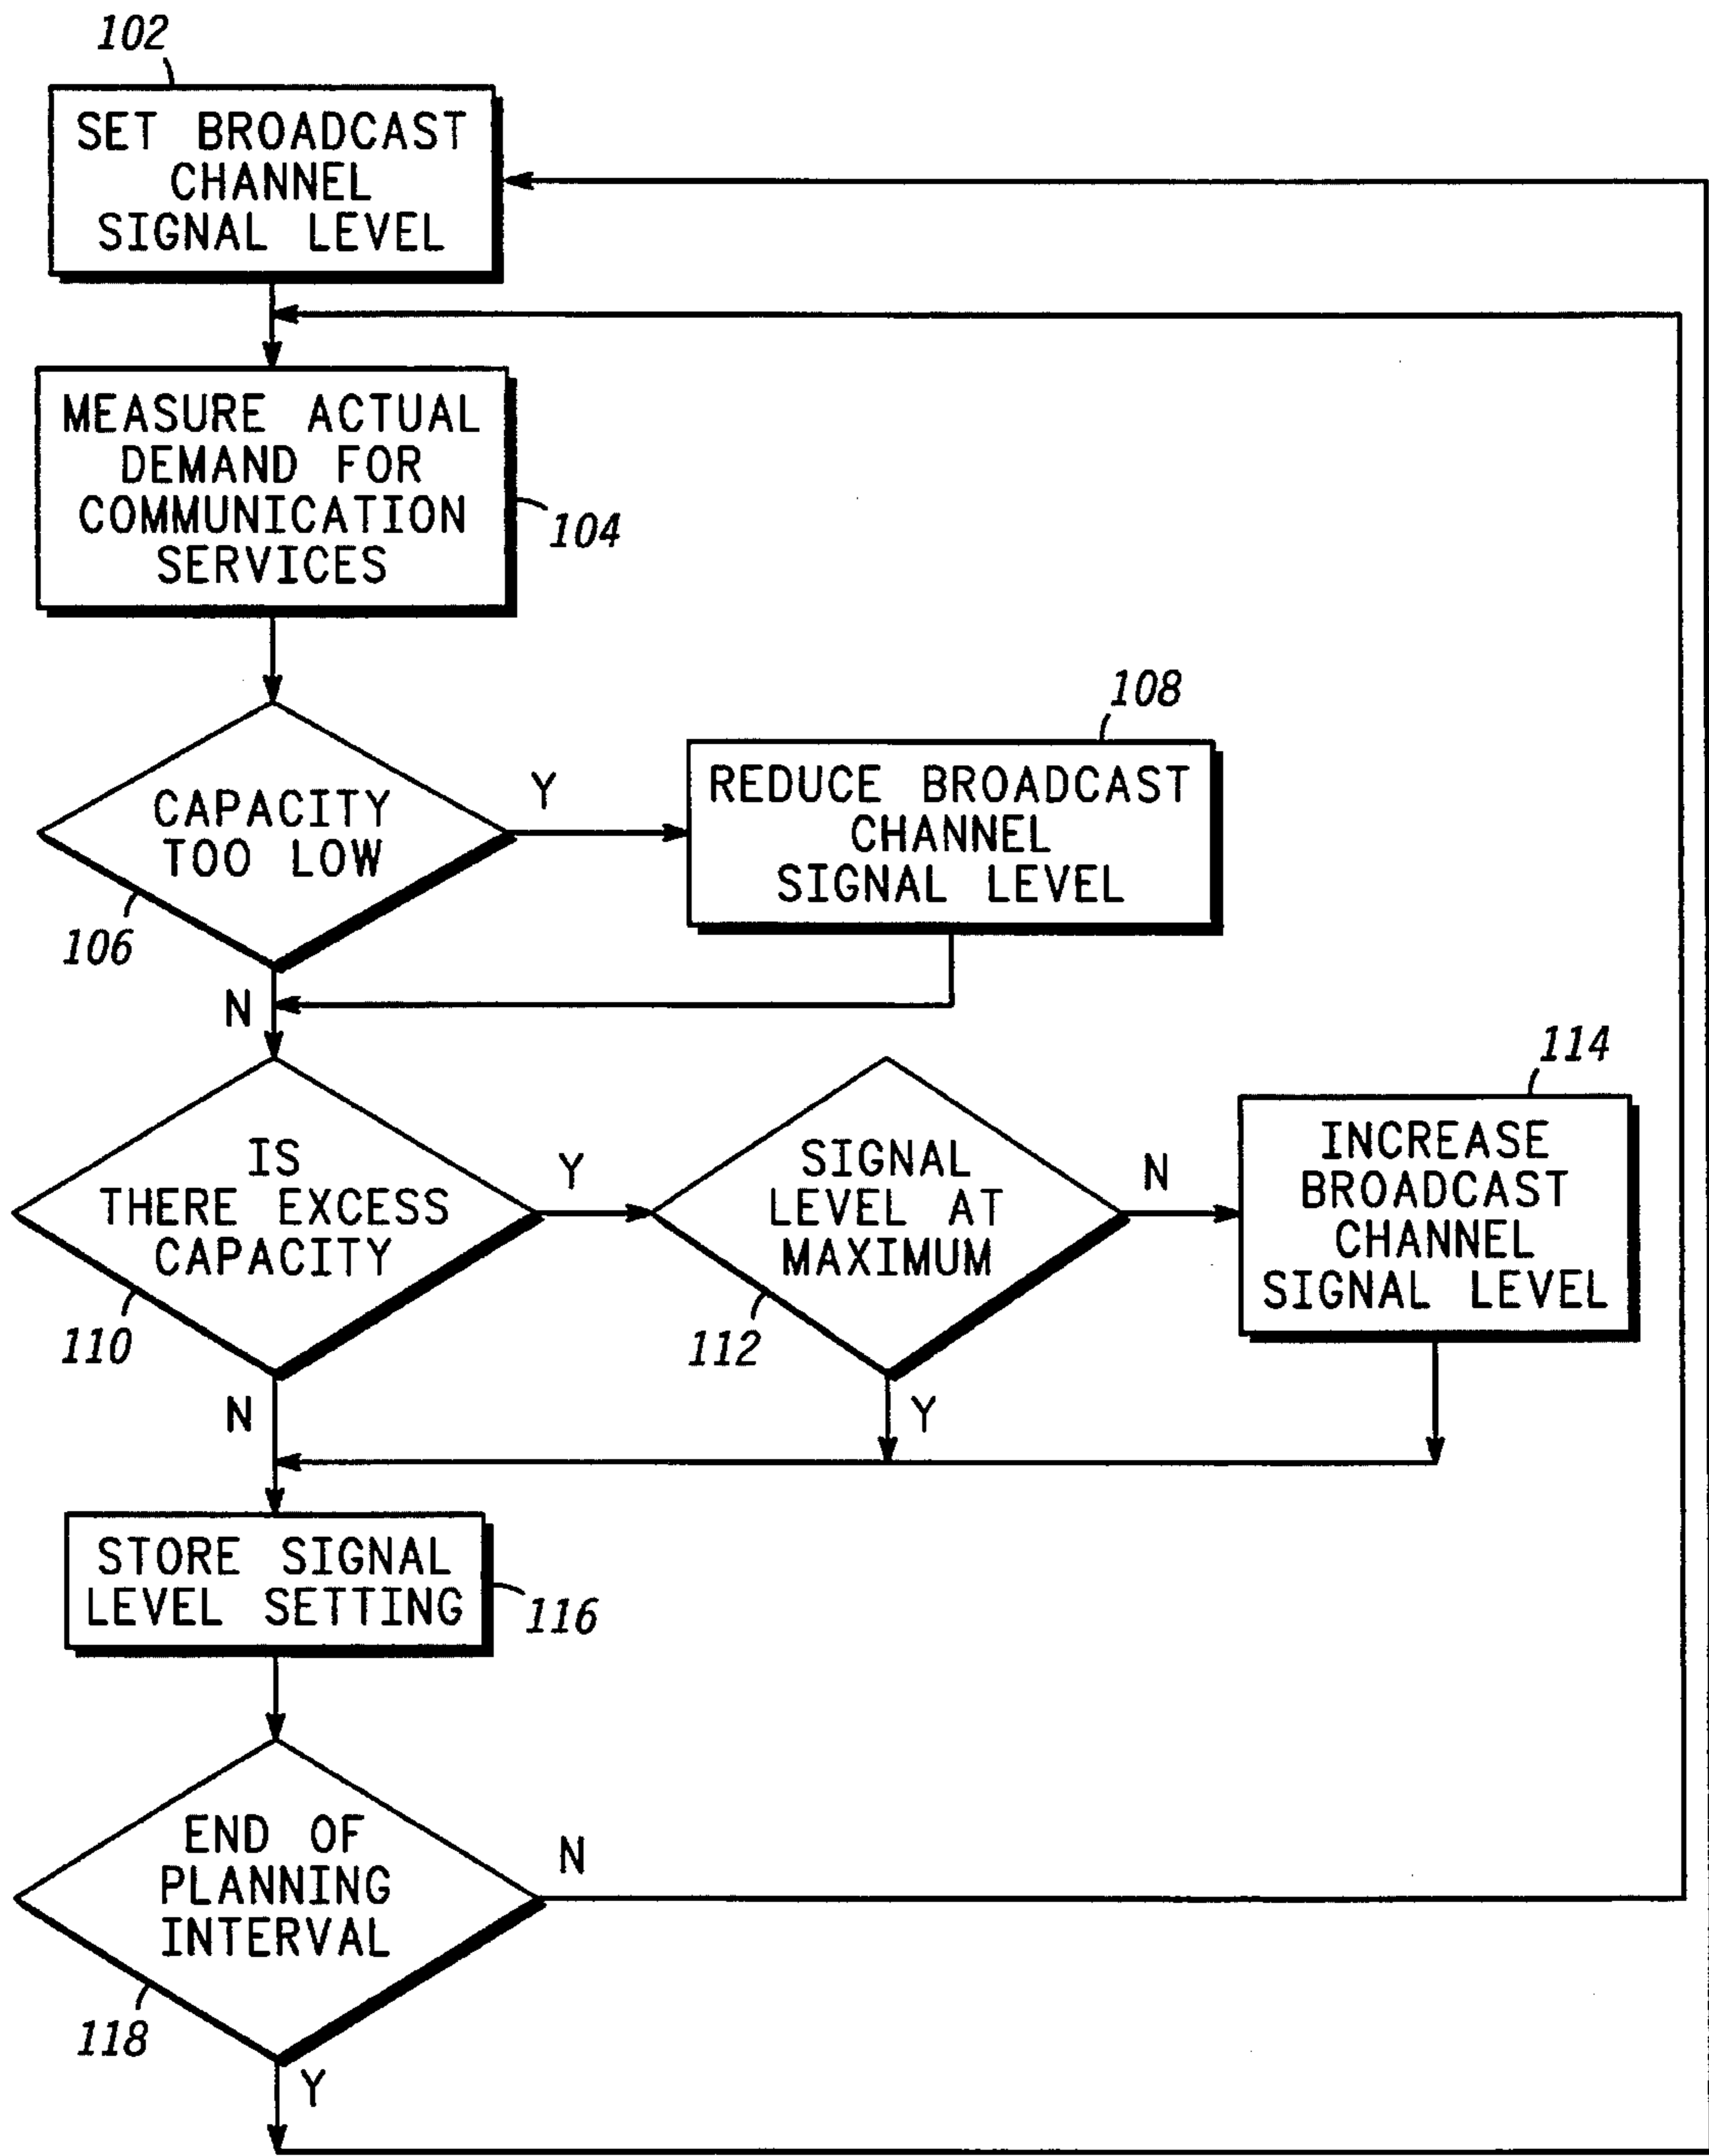 102
SET BROADCAST
CHANNEL
SIGNAL LEVEL
MEASURE ACTUAL
DEMAND FOR
COMMUNICATION
SERVICES
104
CAPACITY
TOO LOW
106
Y
108
REDUCE BROADCAST
CHANNEL
SIGNAL LEVEL
N
IS
THERE EXCESS
CAPACITY
110
Y
SIGNAL
LEVEL AT
MAXIMUM
112
N
114
INCREASE
BROADCAST
CHANNEL
SIGNAL LEVEL
N
Y
STORE SIGNAL
LEVEL SETTING
116
END OF
PLANNING
INTERVAL
118
N
Y